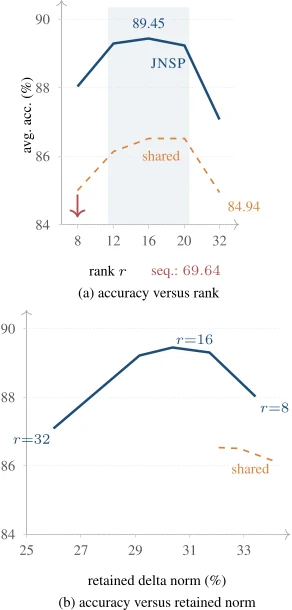 90
89.45
JNSP
88
avg. acc. (%)
86
shared
84.94
84
8 12 16 20 32
rank r seq.: 69.64
(a) accuracy versus rank
90
r=16
88
r=8
r=32
86
shared
84
25 27 29 31 33
retained delta norm (%)
(b) accuracy versus retained norm